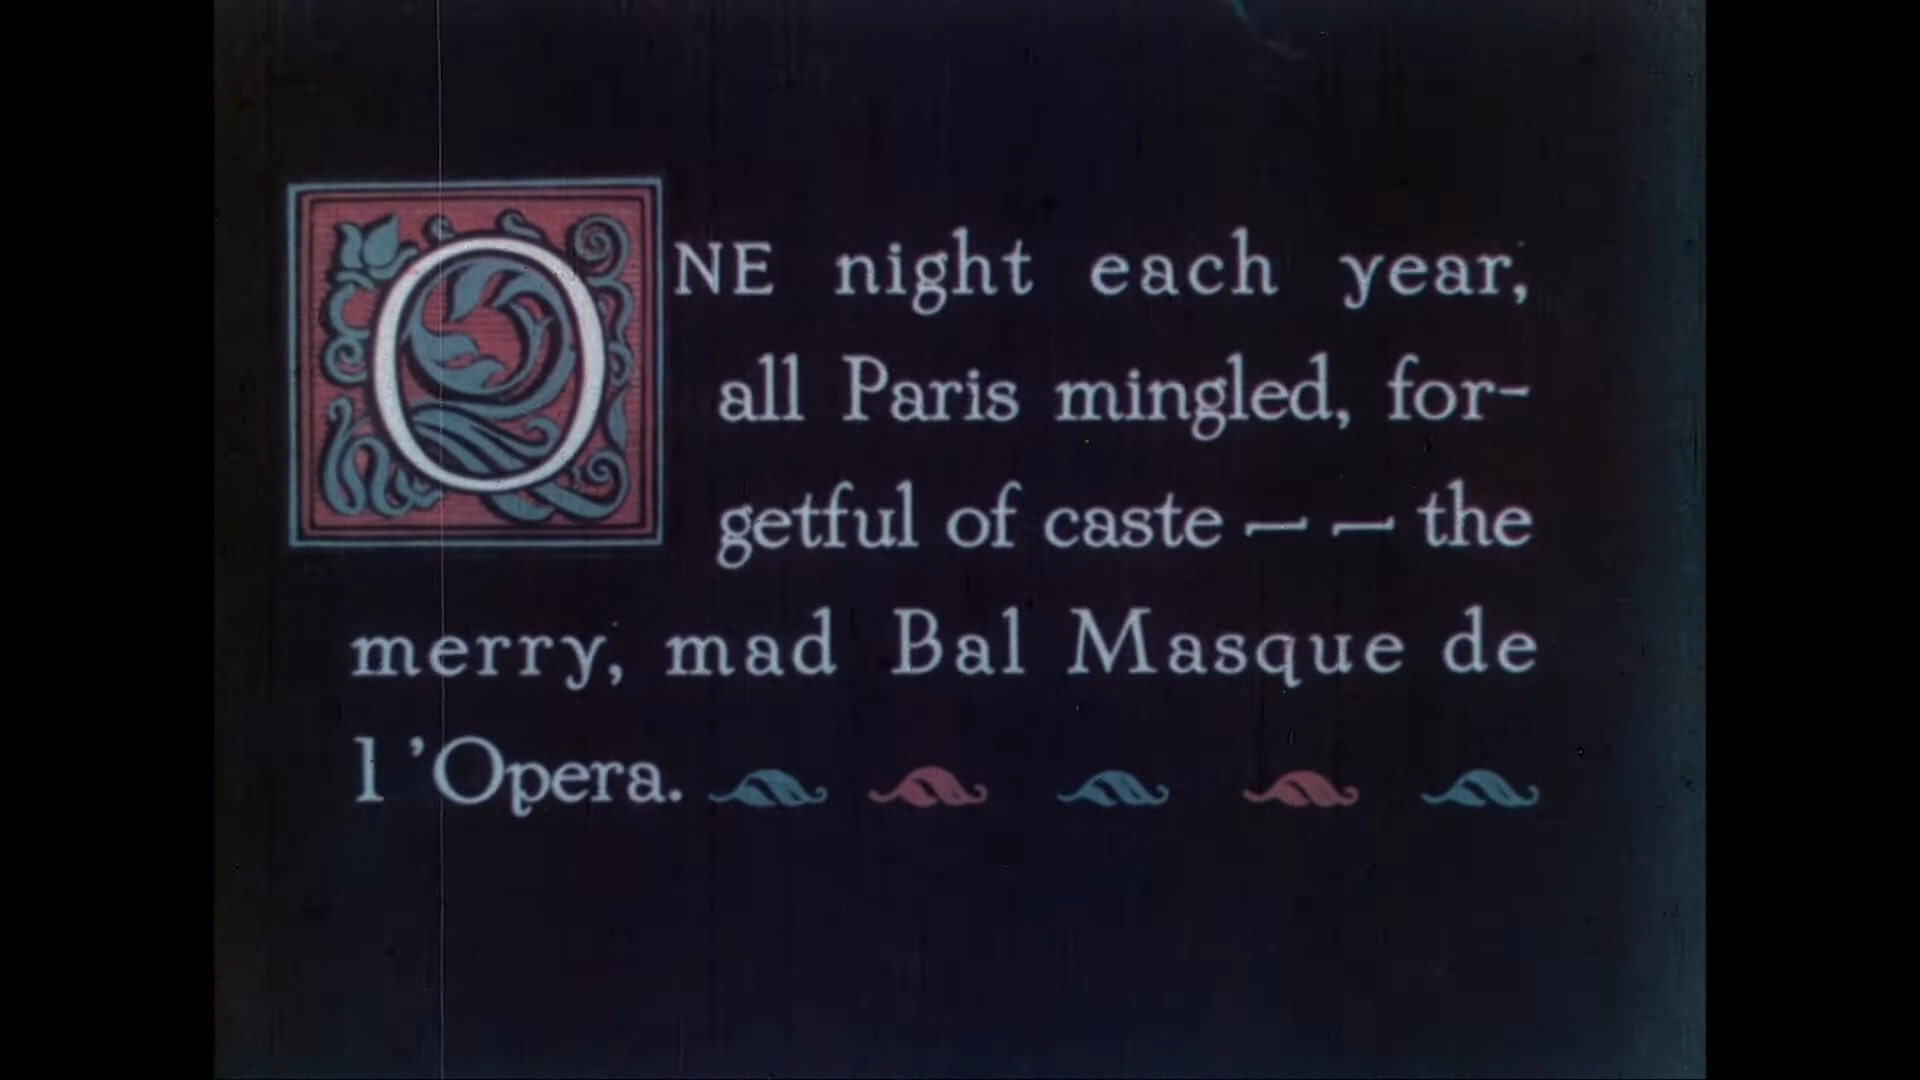 ONE night each year,
all Paris mingled, for-
getful of caste — — the
merry, mad Bal Masque de
l 'Opera.